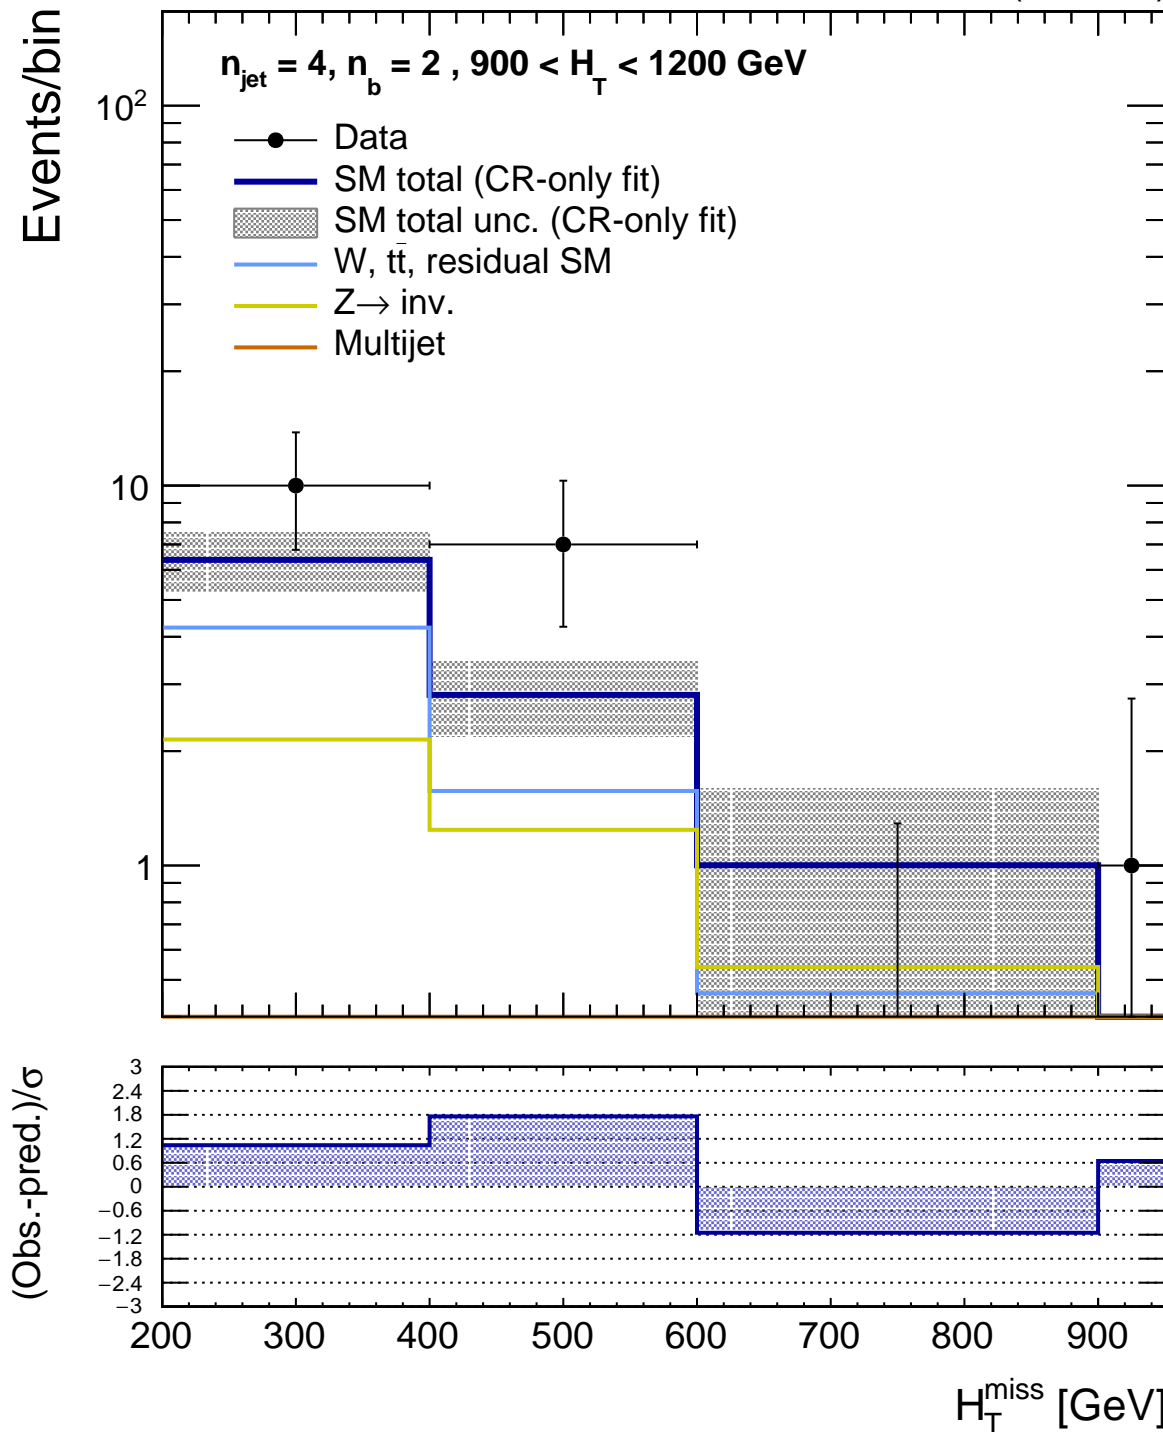 Events/bin
n_jet = 4, n_b = 2 , 900 < H_T < 1200 GeV
Data
SM total (CR-only fit)
SM total unc. (CR-only fit)
W, tt̄, residual SM
Z→ inv.
Multijet
10²
10
1
(Obs.-pred.)/σ
3
2.4
1.8
1.2
0.6
0
−0.6
−1.2
−1.8
−2.4
−3
200 300 400 500 600 700 800 900
H_T^miss [GeV]